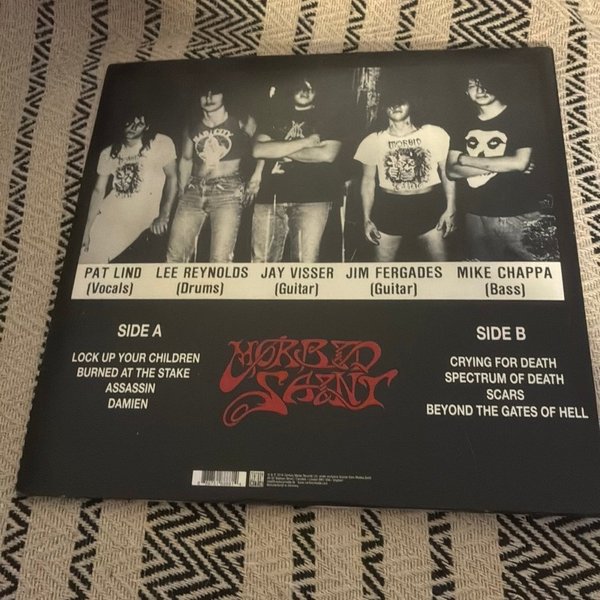 MORBID
PAT LIND LEE REYNOLDS JAY VISSER JIM FERGADES MIKE CHAPPA
(Vocals) (Drums) (Guitar) (Guitar) (Bass)
SIDE A
LOCK UP YOUR CHILDREN
BURNED AT THE STAKE
ASSASSIN
DAMIEN
MORBID
SAINT
SIDE B
CRYING FOR DEATH
SPECTRUM OF DEATH
SCARS
BEYOND THE GATES OF HELL